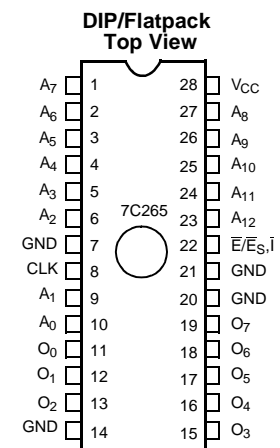 DIP/Flatpack
Top View
A7 1 28 VCC
A6 2 27 A8
A5 3 26 A9
A4 4 25 A10
A3 5 24 A11
A2 6 7C265 23 A12
GND 7 22 E̅/E̅S,I̅
CLK 8 21 GND
A1 9 20 GND
A0 10 19 O7
O0 11 18 O6
O1 12 17 O5
O2 13 16 O4
GND 14 15 O3